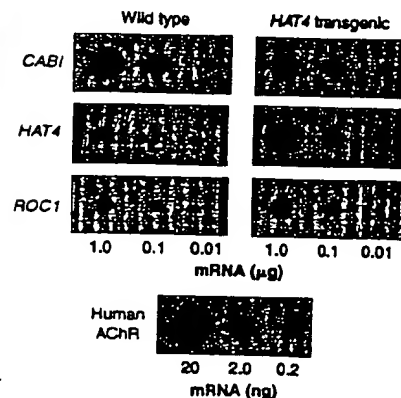 Wild type HAT4 transgenic
CABI
HAT4
ROC1
1.0 0.1 0.01 1.0 0.1 0.01
mRNA (μg)
Human
AChR
20 2.0 0.2
mRNA (ng)